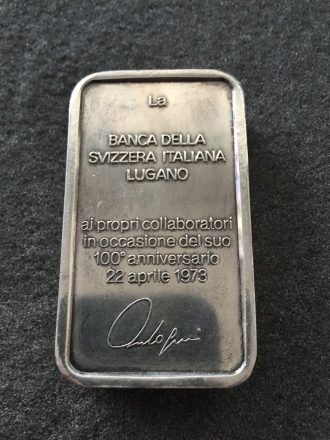 La
BANCA DELLA
SVIZZERA ITALIANA
LUGANO
ai propri collaboratori
in occasione del suo
100° anniversario
22 aprile 1973